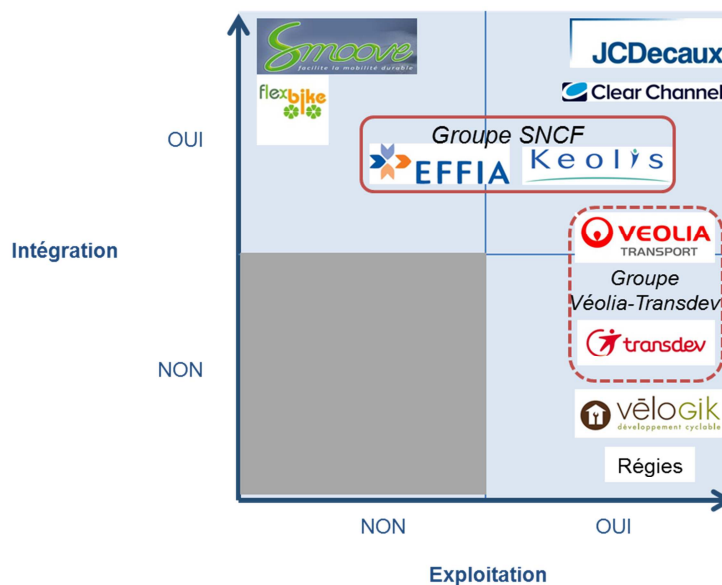 Smoove
facilite la mobilité durable
flexbike
JCDecaux
Clear Channel
OUI
Groupe SNCF
EFFIA
Keolis
Intégration
VEOLIA
TRANSPORT
Groupe
Véolia-Transdev
transdev
NON
vēlogik
développement cyclable
Régies
NON
OUI
Exploitation